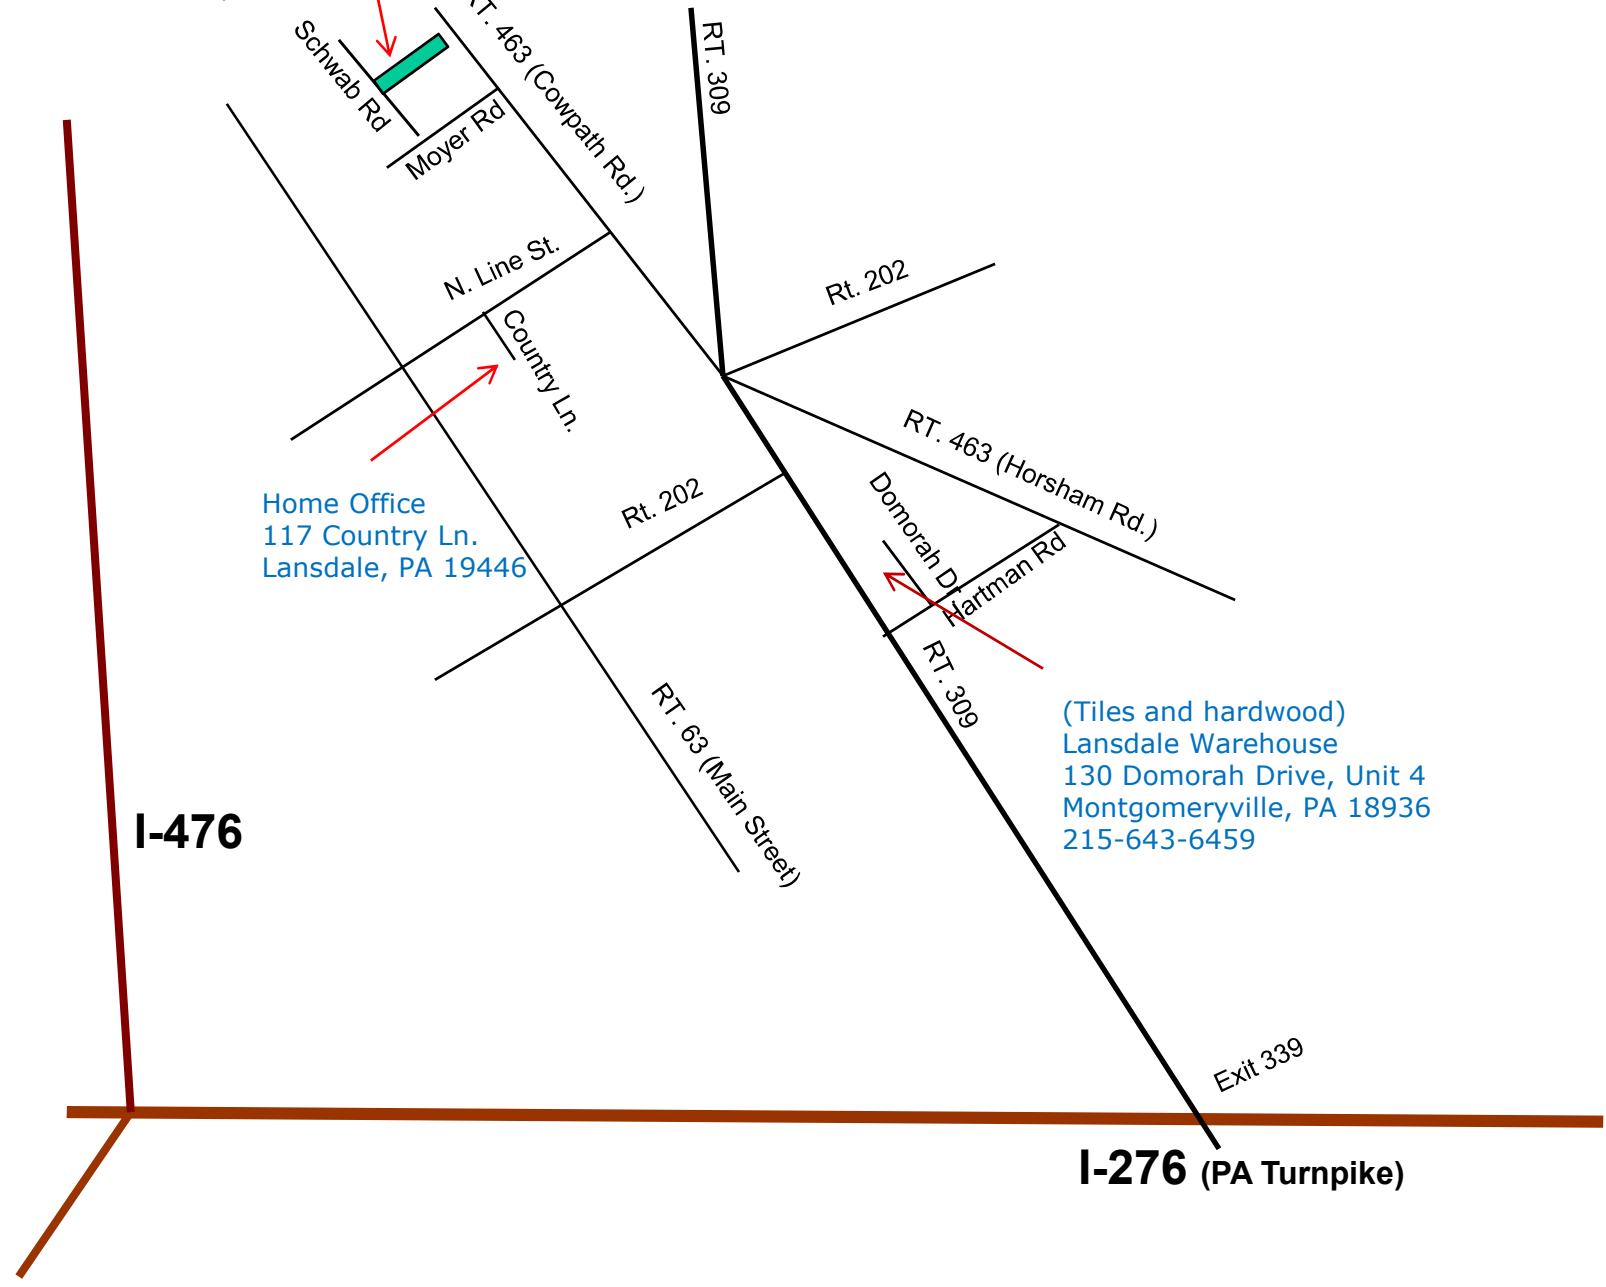 RT. 463 (Cowpath Rd.)
RT. 309
Schwab Rd
Moyer Rd
N. Line St.
Rt. 202
Country Ln.
RT. 463 (Horsham Rd.)
Domorah Dr.
Hartman Rd
Home Office
117 Country Ln.
Lansdale, PA 19446
Rt. 202
RT. 309
RT. 63 (Main Street)
(Tiles and hardwood)
Lansdale Warehouse
130 Domorah Drive, Unit 4
Montgomeryville, PA 18936
215-643-6459
I-476
Exit 339
I-276 (PA Turnpike)